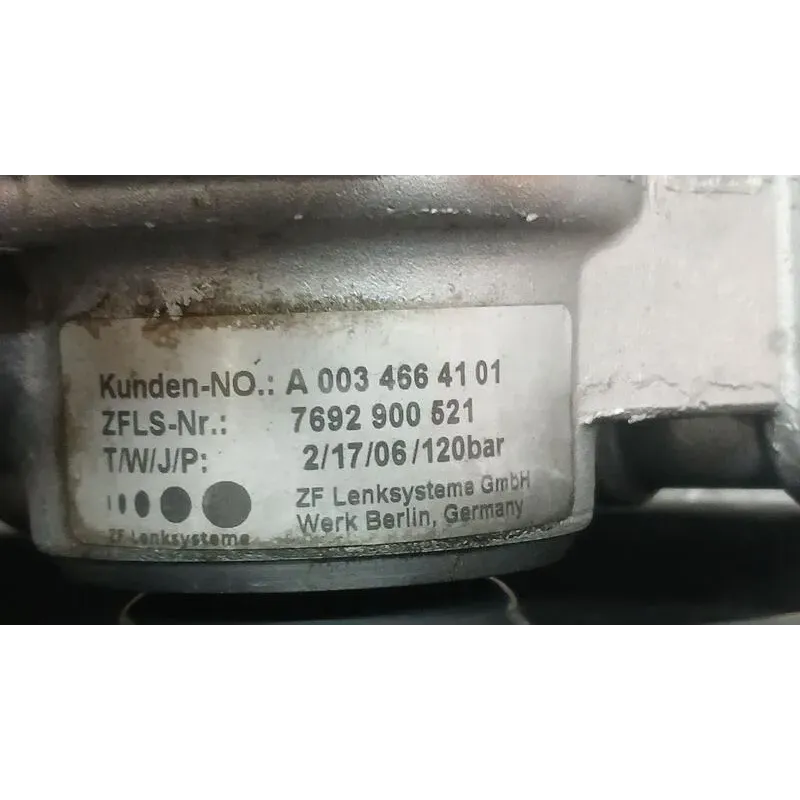 Kunden-NO.: A 003 466 41 01
ZFLS-Nr.: 7692 900 521
T/W/J/P: 2/17/06/120bar
ZF Lenksysteme GmbH
Werk Berlin, Germany
ZF Lenksysteme